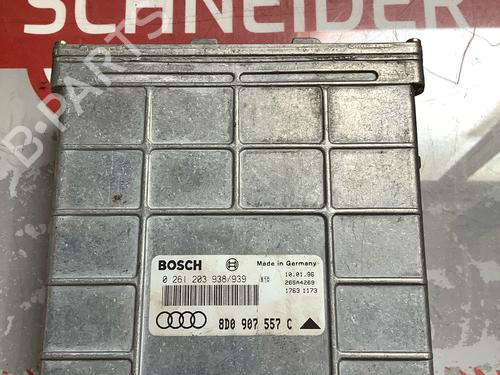 SCHNEIDER
B-PARTS
BOSCH
Made in Germany
0 261 203 938/939
10.01.96
26SA4269
1763 1173
8D0 907 557 C